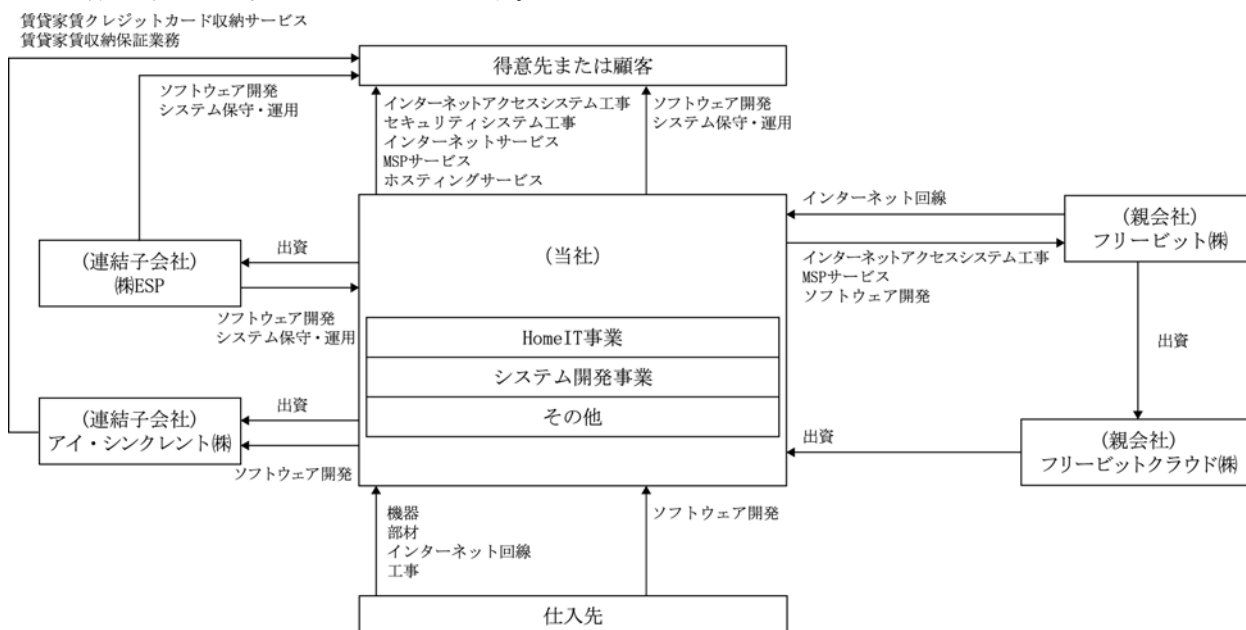 賃貸家賃クレジットカード収納サービス
賃貸家賃収納保証業務
得意先または顧客
ソフトウェア開発
システム保守・運用
インターネットアクセスシステム工事
セキュリティシステム工事
インターネットサービス
MSPサービス
ホスティングサービス
ソフトウェア開発
システム保守・運用
インターネット回線
(親会社)
フリービット㈱
(当社)
出資
(連結子会社)
㈱ESP
インターネットアクセスシステム工事
MSPサービス
ソフトウェア開発
ソフトウェア開発
システム保守・運用
HomeIT事業
システム開発事業
その他
出資
出資
(連結子会社)
アイ・シンクレント㈱
ソフトウェア開発
出資
(親会社)
フリービットクラウド㈱
機器
部材
インターネット回線
工事
ソフトウェア開発
仕入先